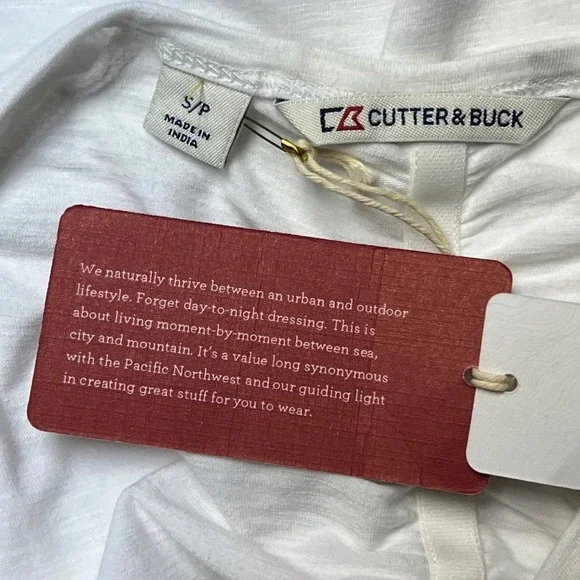 S/P
MADE IN
INDIA
CUTTER & BUCK
We naturally thrive between an urban and outdoor
lifestyle. Forget day-to-night dressing. This is
about living moment-by-moment between sea,
city and mountain. It's a value long synonymous
with the Pacific Northwest and our guiding light
in creating great stuff for you to wear.